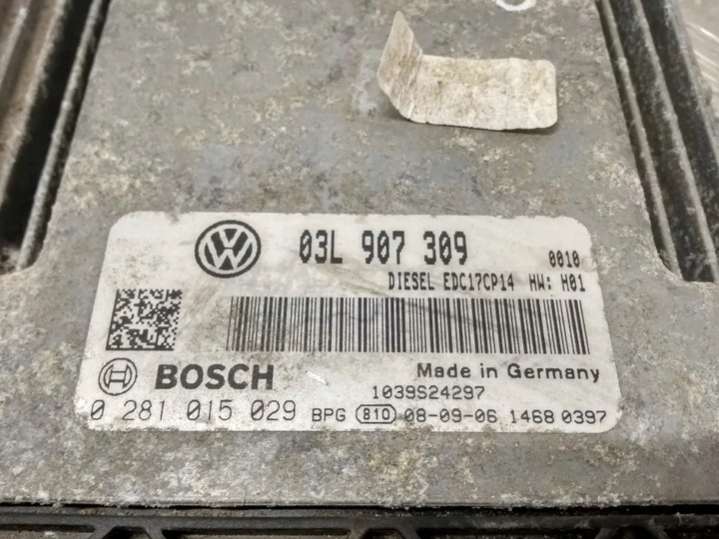 03L 907 309 0010
DIESEL EDC17CP14 HW: H01
BOSCH Made in Germany
1039S24297
0 281 015 029 BPG 810 08-09-06 1468 0397